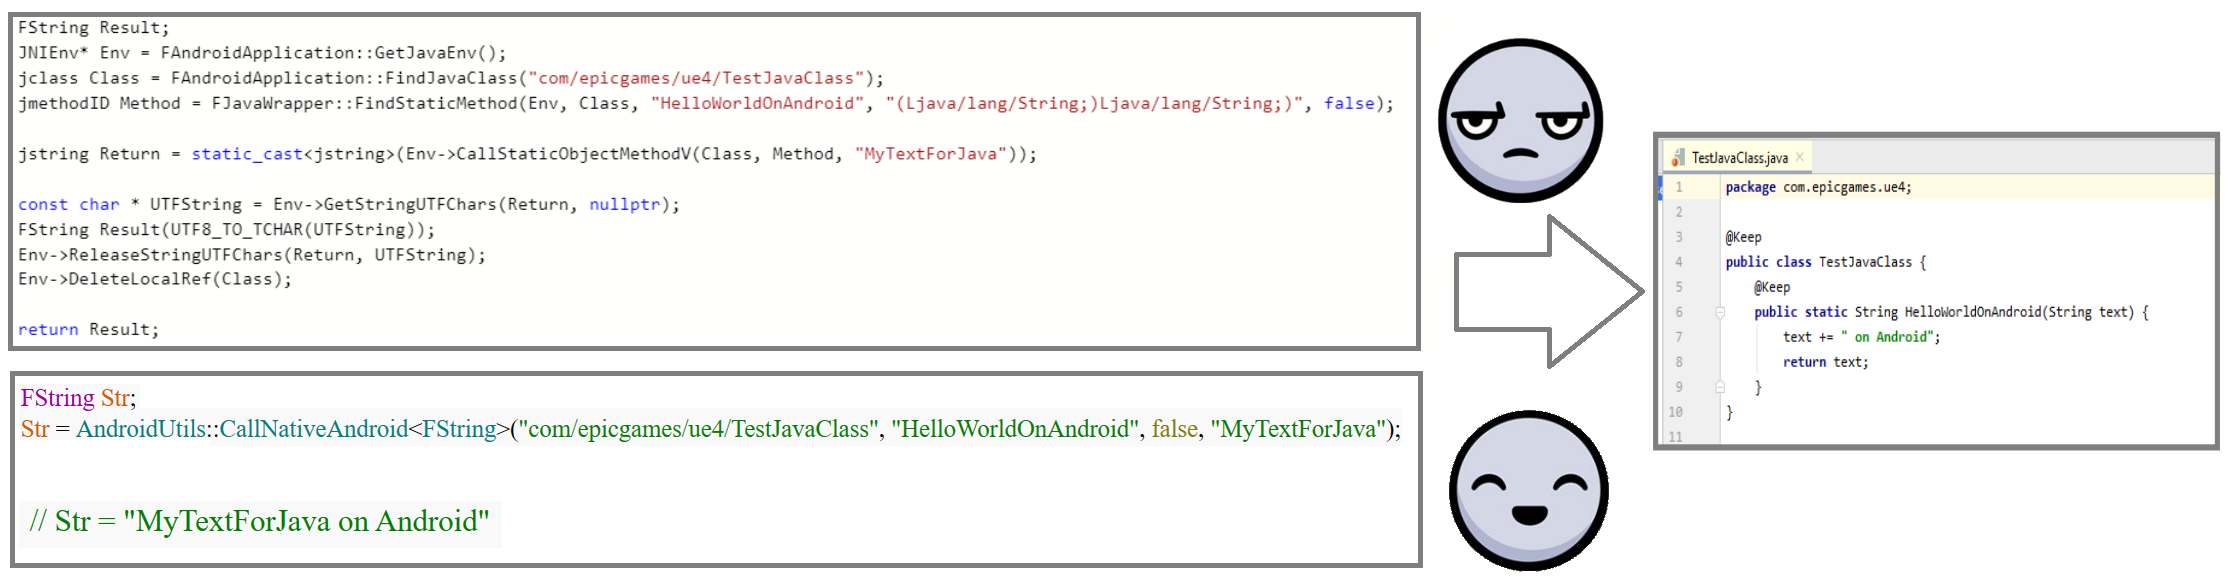 FString Result;
JNIEnv* Env = FAndroidApplication::GetJavaEnv();
jclass Class = FAndroidApplication::FindJavaClass("com/epicgames/ue4/TestJavaClass");
jmethodID Method = FJavaWrapper::FindStaticMethod(Env, Class, "HelloWorldOnAndroid", "(Ljava/lang/String;)Ljava/lang/String;)", false);
jstring Return = static_cast<jstring>(Env->CallStaticObjectMethodV(Class, Method, "MyTextForJava"));
const char * UTFString = Env->GetStringUTFChars(Return, nullptr);
FString Result(UTF8_TO_TCHAR(UTFString));
Env->ReleaseStringUTFChars(Return, UTFString);
Env->DeleteLocalRef(Class);
return Result;
FString Str;
Str = AndroidUtils::CallNativeAndroid<FString>("com/epicgames/ue4/TestJavaClass", "HelloWorldOnAndroid", false, "MyTextForJava");
// Str = "MyTextForJava on Android"
TestJavaClass.java
1 package com.epicgames.ue4;
2
3 @Keep
4 public class TestJavaClass {
5 @Keep
6 public static String HelloWorldOnAndroid(String text) {
7 text += " on Android";
8 return text;
9 }
10 }
11